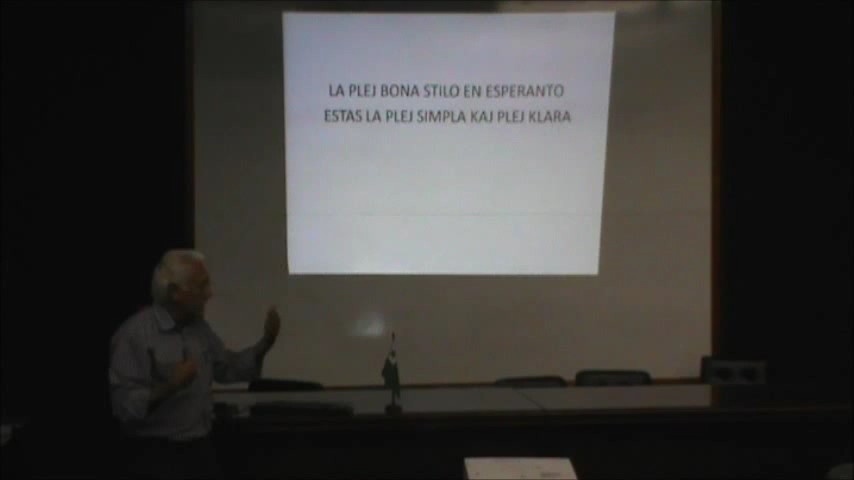 LA PLEJ BONA STILO EN ESPERANTO
ESTAS LA PLEJ SIMPLA KAJ PLEJ KLARA